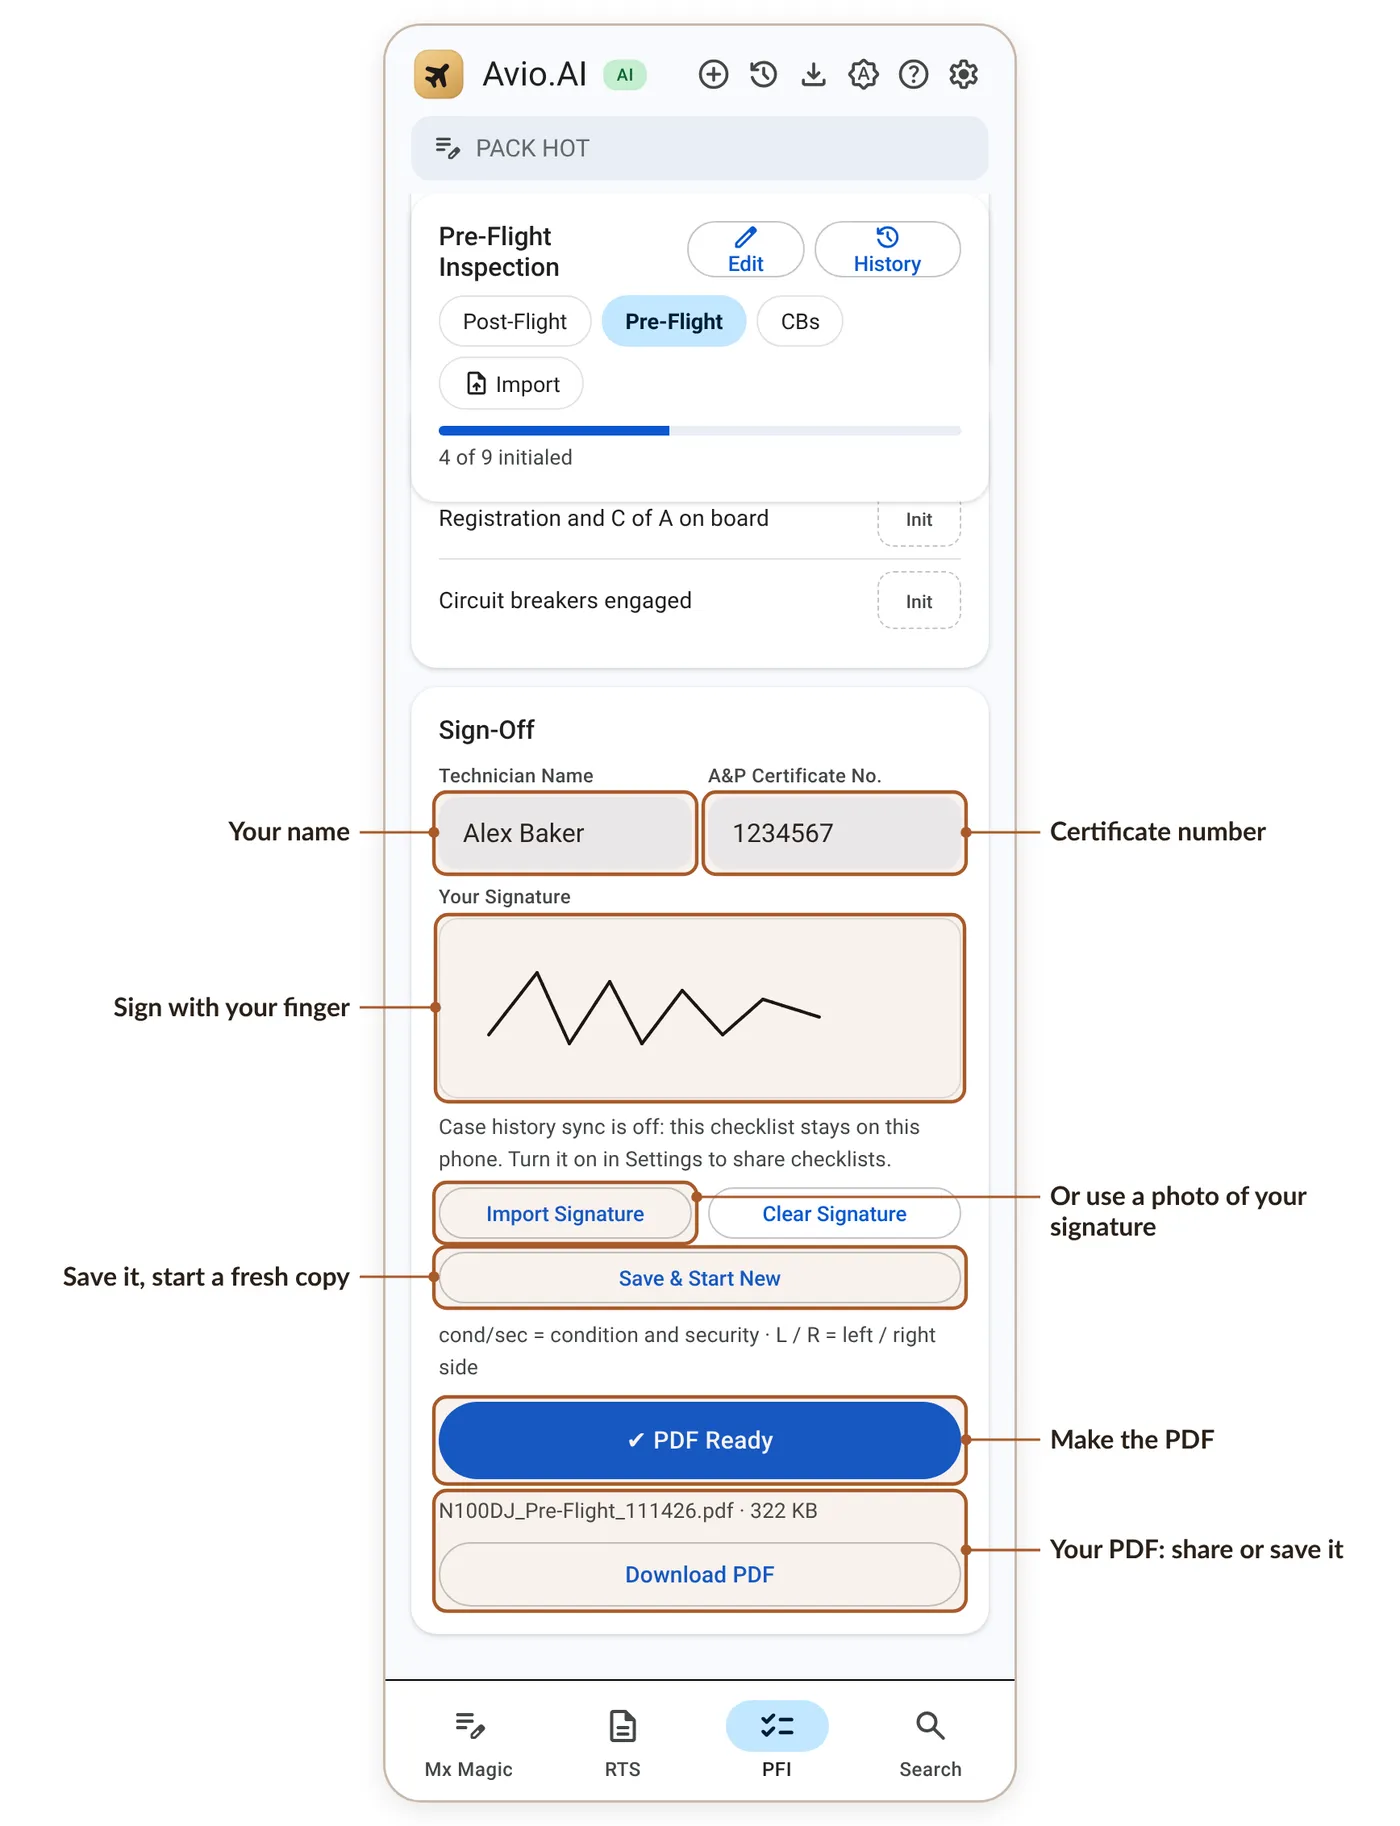 Avio.AI AI
PACK HOT
Pre-Flight
Inspection
Edit
History
Post-Flight
Pre-Flight
CBs
Import
4 of 9 initialed
Registration and C of A on board
Init
Circuit breakers engaged
Init
Sign-Off
Technician Name
A&P Certificate No.
Your name
Alex Baker
1234567
Certificate number
Your Signature
Sign with your finger
Case history sync is off: this checklist stays on this
phone. Turn it on in Settings to share checklists.
Import Signature
Clear Signature
Or use a photo of your
signature
Save it, start a fresh copy
Save & Start New
cond/sec = condition and security · L / R = left / right
side
✔ PDF Ready
Make the PDF
N100DJ_Pre-Flight_111426.pdf · 322 KB
Download PDF
Your PDF: share or save it
Mx Magic
RTS
PFI
Search